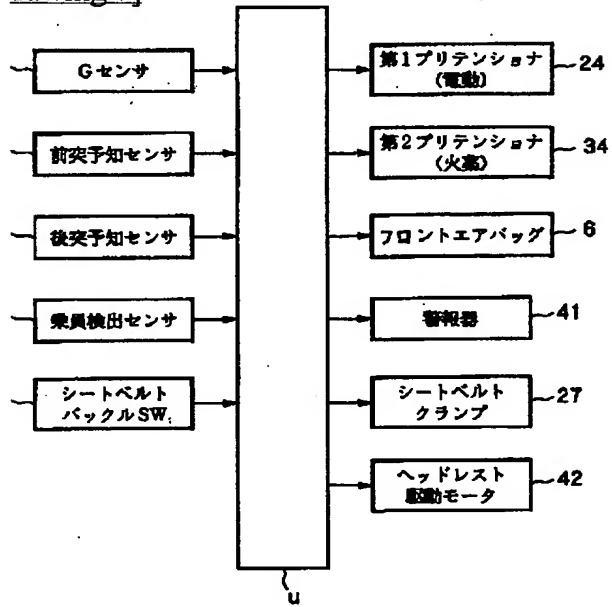 Gセンサ
前突予知センサ
後突予知センサ
乗員検出センサ
シートベルト
バックルSW
第1プリテンショナ
(電動)
24
第2プリテンショナ
(火薬)
34
フロントエアバッグ
6
警報器
41
シートベルト
クランプ
27
ヘッドレスト
駆動モータ
42
u